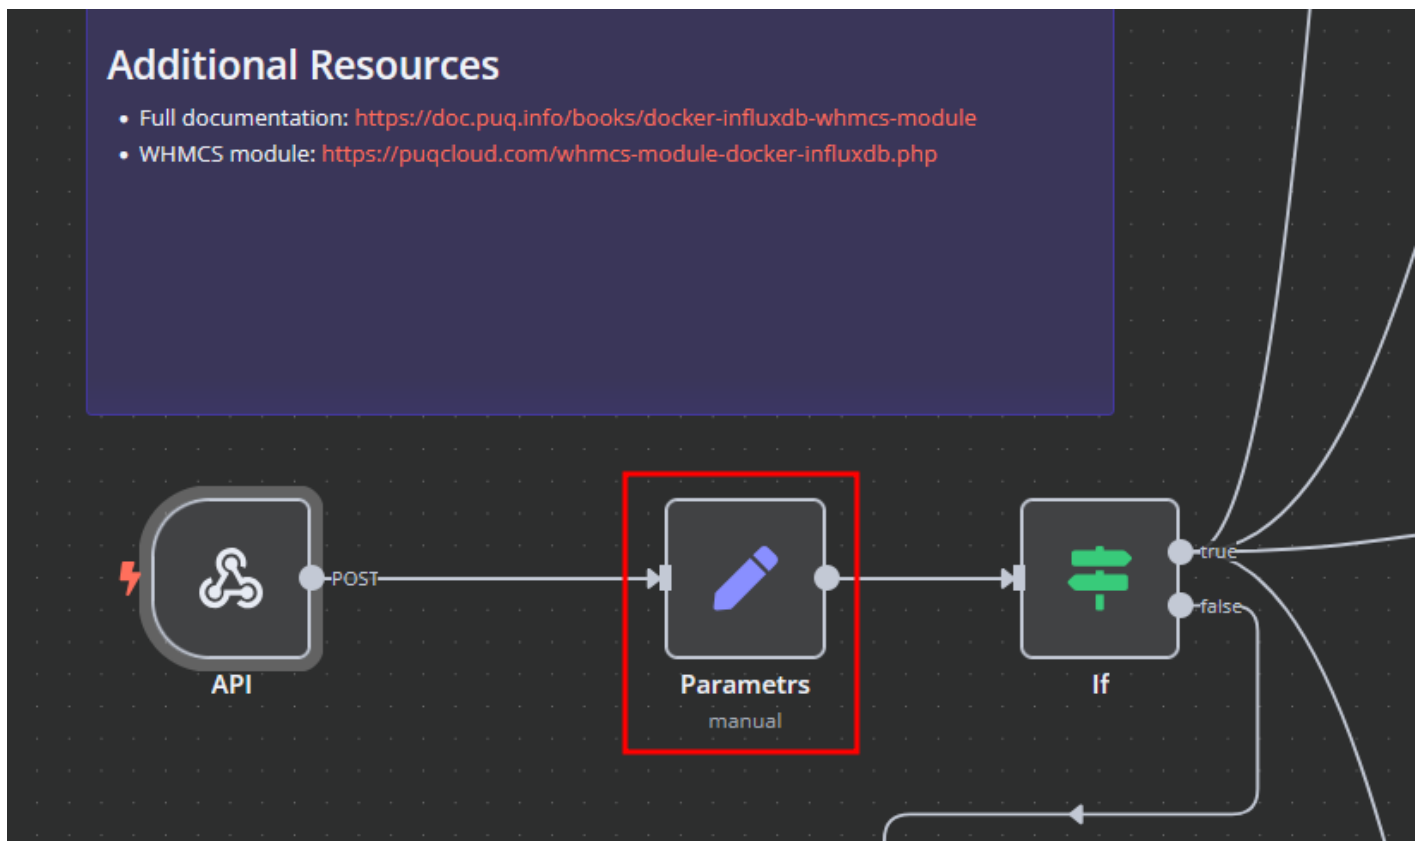 Additional Resources
• Full documentation: https://doc.puq.info/books/docker-influxdb-whmcs-module
• WHMCS module: https://puqcloud.com/whmcs-module-docker-influxdb.php
true
POST
false
API
Parametrs
If
manual